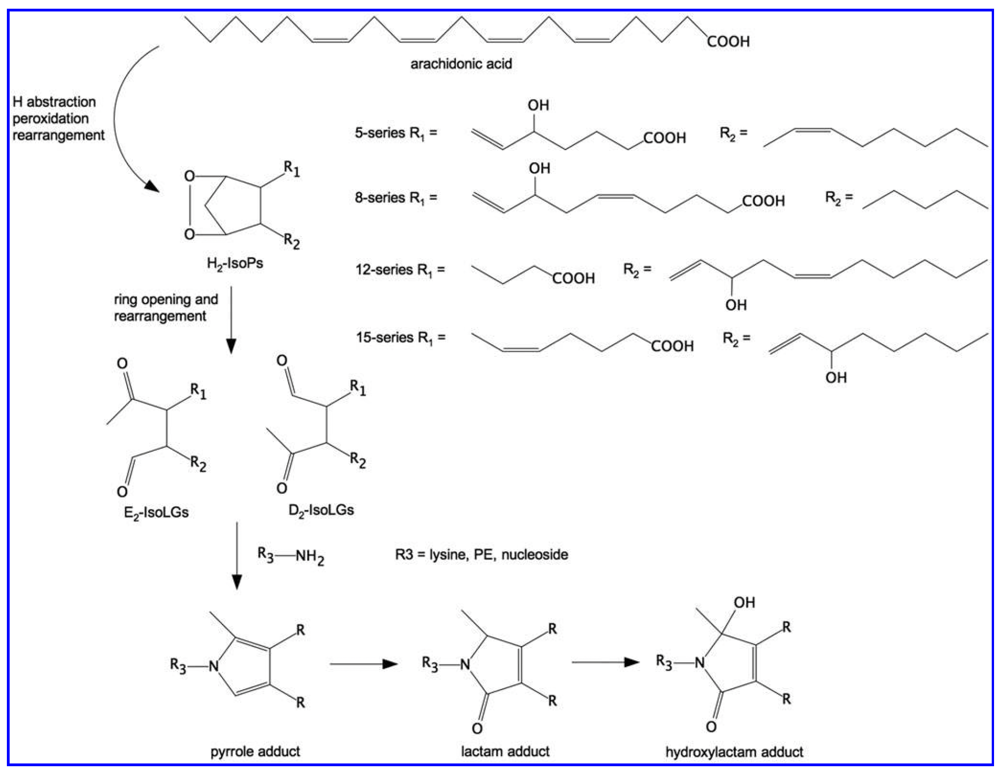 COOH
arachidonic acid
H abstraction
peroxidation
rearrangement
OH
5-series R1 =
COOH
R2 =
OH
8-series R1 =
COOH
R2 =
O
R1
O
R2
H2-IsoPs
12-series R1 =
COOH
R2 =
OH
ring opening and
rearrangement
15-series R1 =
COOH
R2 =
OH
O
R1
R2
O
E2-IsoLGs
O
R1
R2
O
D2-IsoLGs
R3—NH2
R3 = lysine, PE, nucleoside
R
R3—N
R
pyrrole adduct
R
R3—N
R
O
lactam adduct
OH
R
R3—N
R
O
hydroxylactam adduct